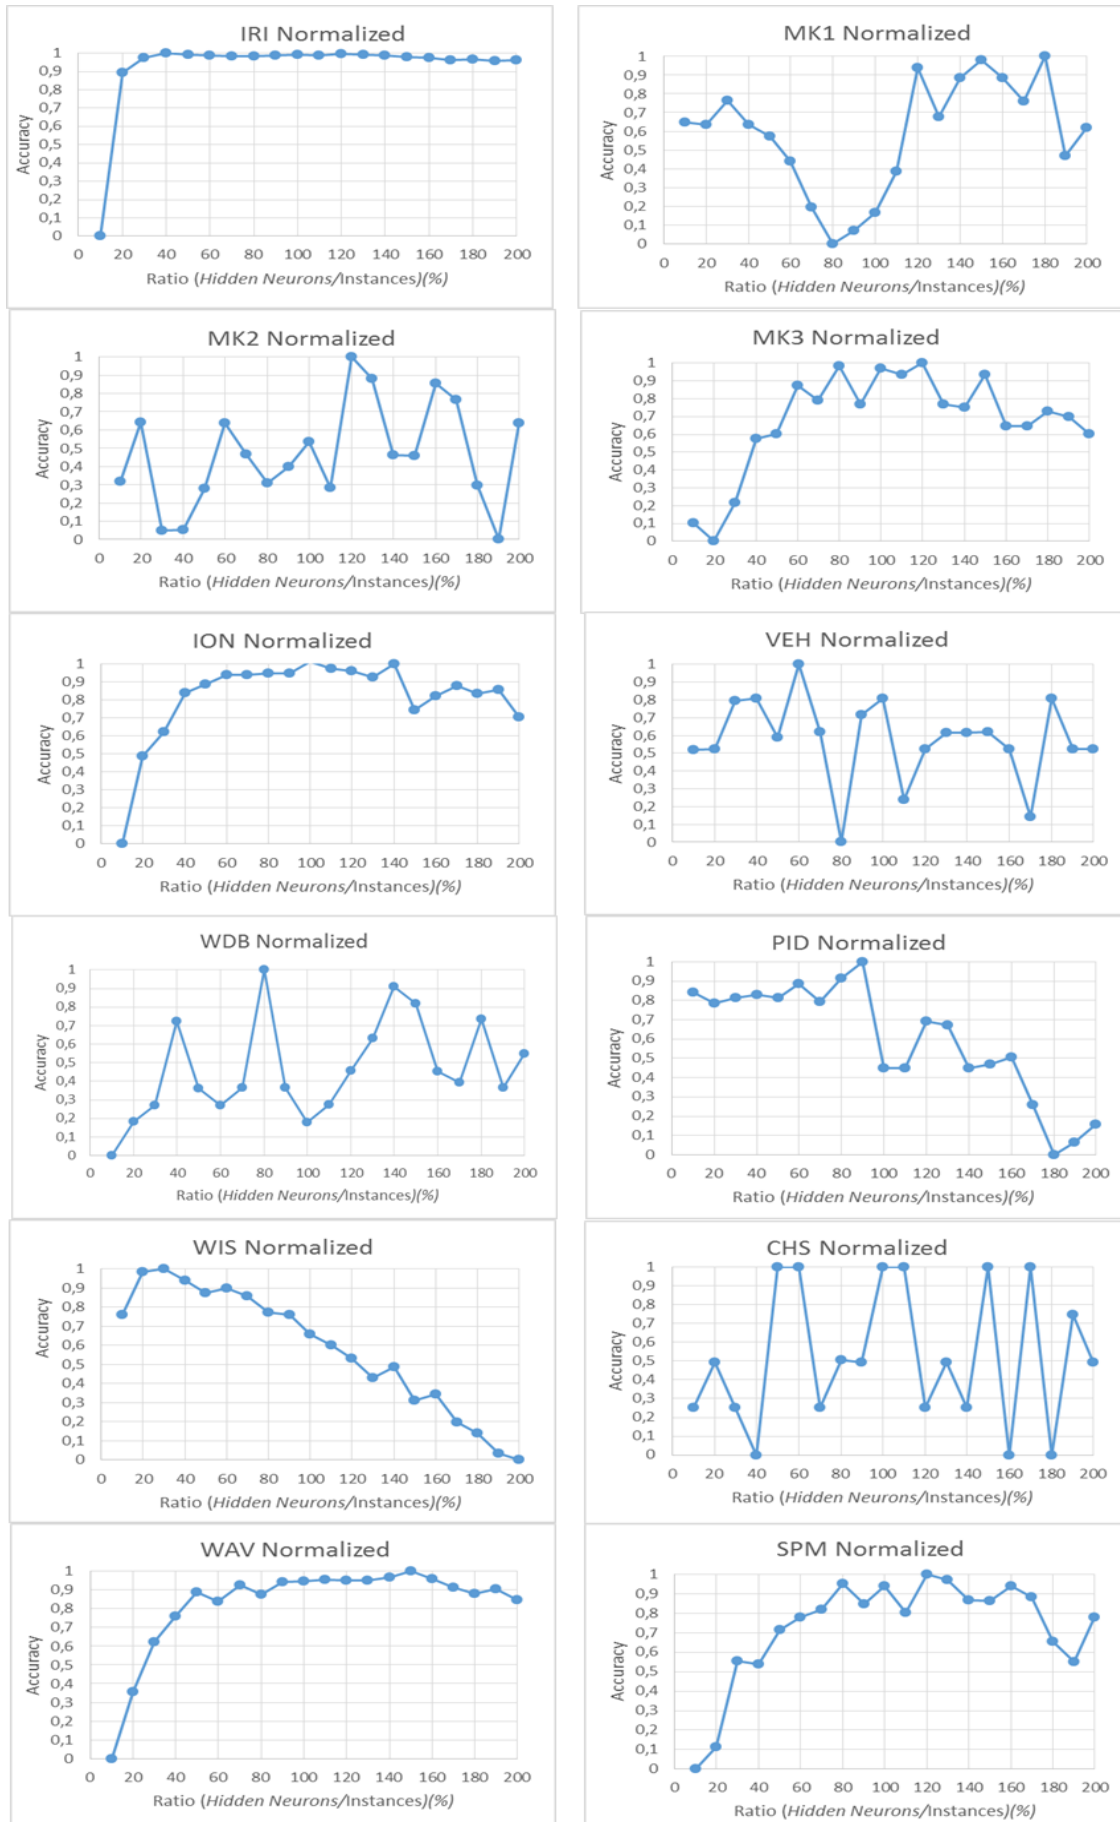 IRI Normalized
1
0,9
0,8
0,7
0,6
0,5
0,4
0,3
0,2
0,1
0
Accuracy
0 20 40 60 80 100 120 140 160 180 200
Ratio (Hidden Neurons/Instances)(%)
MK1 Normalized
1
0,9
0,8
0,7
0,6
0,5
0,4
0,3
0,2
0,1
0
Accuracy
0 20 40 60 80 100 120 140 160 180 200
Ratio (Hidden Neurons/Instances)(%)
MK2 Normalized
1
0,9
0,8
0,7
0,6
0,5
0,4
0,3
0,2
0,1
0
Accuracy
0 20 40 60 80 100 120 140 160 180 200
Ratio (Hidden Neurons/Instances)(%)
MK3 Normalized
1
0,9
0,8
0,7
0,6
0,5
0,4
0,3
0,2
0,1
0
Accuracy
0 20 40 60 80 100 120 140 160 180 200
Ratio (Hidden Neurons/Instances)(%)
ION Normalized
1
0,9
0,8
0,7
0,6
0,5
0,4
0,3
0,2
0,1
0
Accuracy
0 20 40 60 80 100 120 140 160 180 200
Ratio (Hidden Neurons/Instances)(%)
VEH Normalized
1
0,9
0,8
0,7
0,6
0,5
0,4
0,3
0,2
0,1
0
Accuracy
0 20 40 60 80 100 120 140 160 180 200
Ratio (Hidden Neurons/Instances)(%)
WDB Normalized
1
0,9
0,8
0,7
0,6
0,5
0,4
0,3
0,2
0,1
0
Accuracy
0 20 40 60 80 100 120 140 160 180 200
Ratio (Hidden Neurons/Instances)(%)
PID Normalized
1
0,9
0,8
0,7
0,6
0,5
0,4
0,3
0,2
0,1
0
Accuracy
0 20 40 60 80 100 120 140 160 180 200
Ratio (Hidden Neurons/Instances)(%)
WIS Normalized
1
0,9
0,8
0,7
0,6
0,5
0,4
0,3
0,2
0,1
0
Accuracy
0 20 40 60 80 100 120 140 160 180 200
Ratio (Hidden Neurons/Instances)(%)
CHS Normalized
1
0,9
0,8
0,7
0,6
0,5
0,4
0,3
0,2
0,1
0
Accuracy
0 20 40 60 80 100 120 140 160 180 200
Ratio (Hidden Neurons/Instances)(%)
WAV Normalized
1
0,9
0,8
0,7
0,6
0,5
0,4
0,3
0,2
0,1
0
Accuracy
0 20 40 60 80 100 120 140 160 180 200
Ratio (Hidden Neurons/Instances)(%)
SPM Normalized
1
0,9
0,8
0,7
0,6
0,5
0,4
0,3
0,2
0,1
0
Accuracy
0 20 40 60 80 100 120 140 160 180 200
Ratio (Hidden Neurons/Instances)(%)